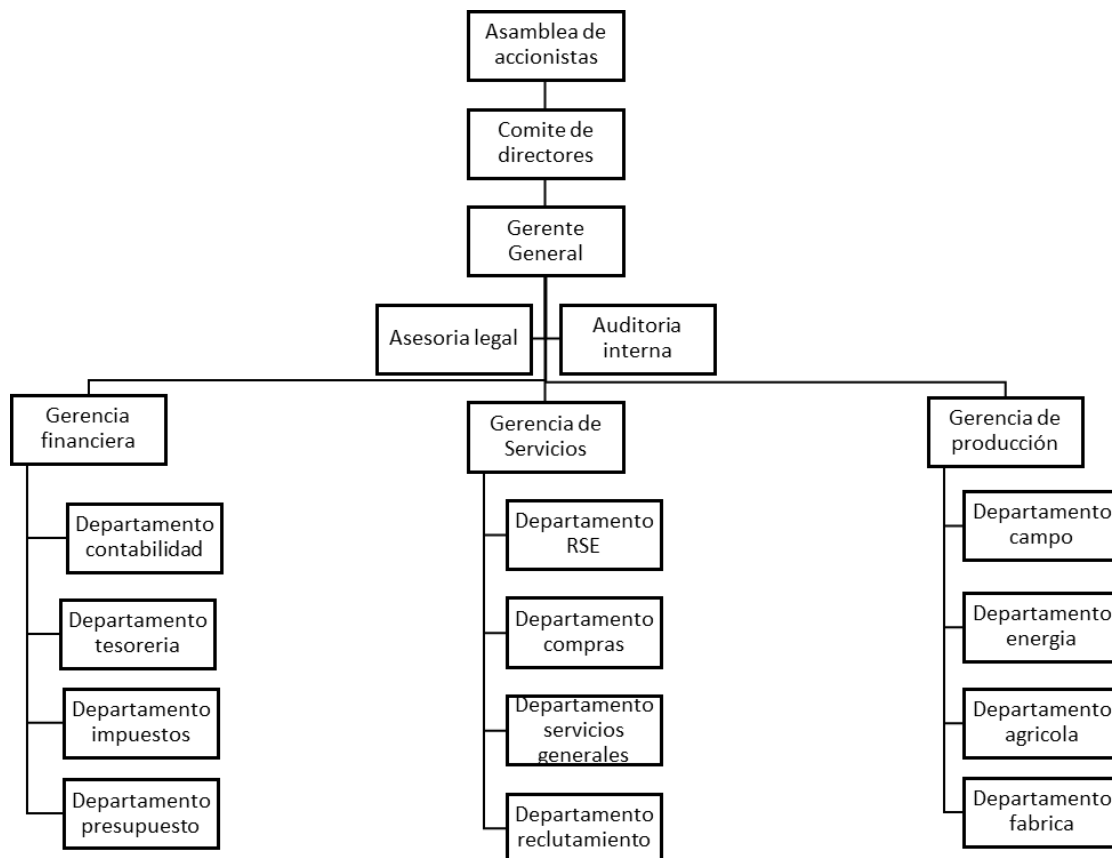 Asamblea de
accionistas
Comite de
directores
Gerente
General
Asesoria legal
Auditoria
interna
Gerencia
financiera
Departamento
contabilidad
Departamento
tesoreria
Departamento
impuestos
Departamento
presupuesto
Gerencia de
Servicios
Departamento
RSE
Departamento
compras
Departamento
servicios
generales
Departamento
reclutamiento
Gerencia de
producción
Departamento
campo
Departamento
energia
Departamento
agricola
Departamento
fabrica